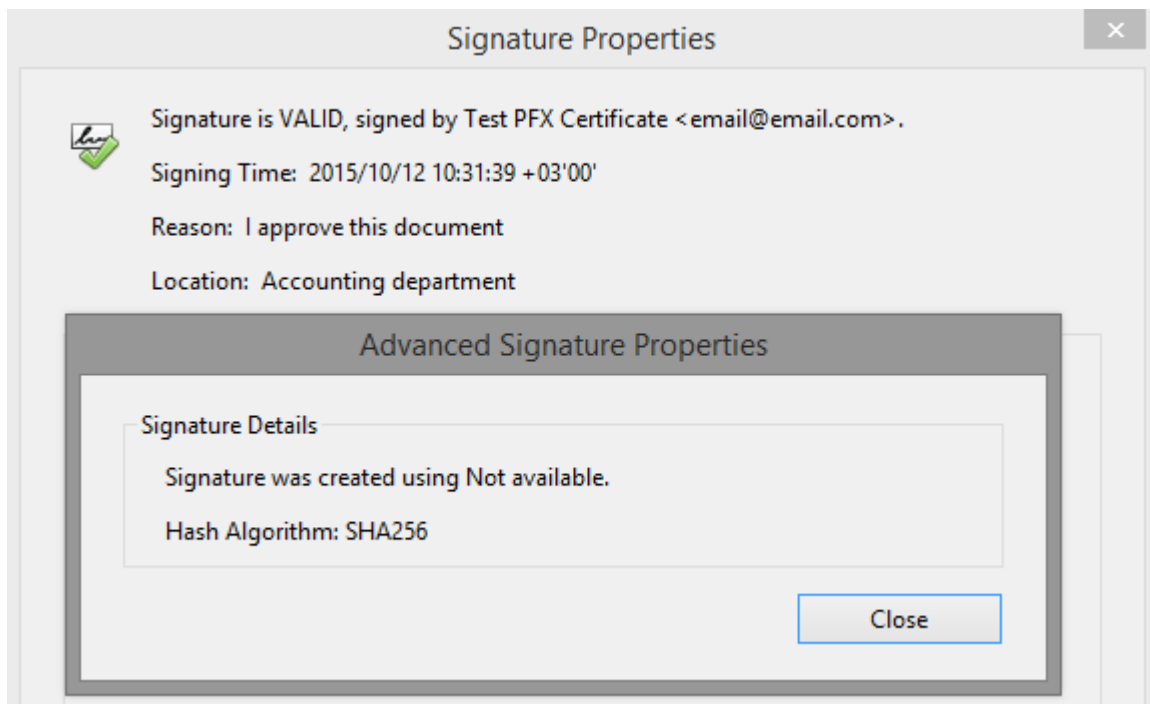 Signature Properties
Signature is VALID, signed by Test PFX Certificate <email@email.com>.
Signing Time: 2015/10/12 10:31:39 +03'00'
Reason: I approve this document
Location: Accounting department
Advanced Signature Properties
Signature Details
Signature was created using Not available.
Hash Algorithm: SHA256
Close